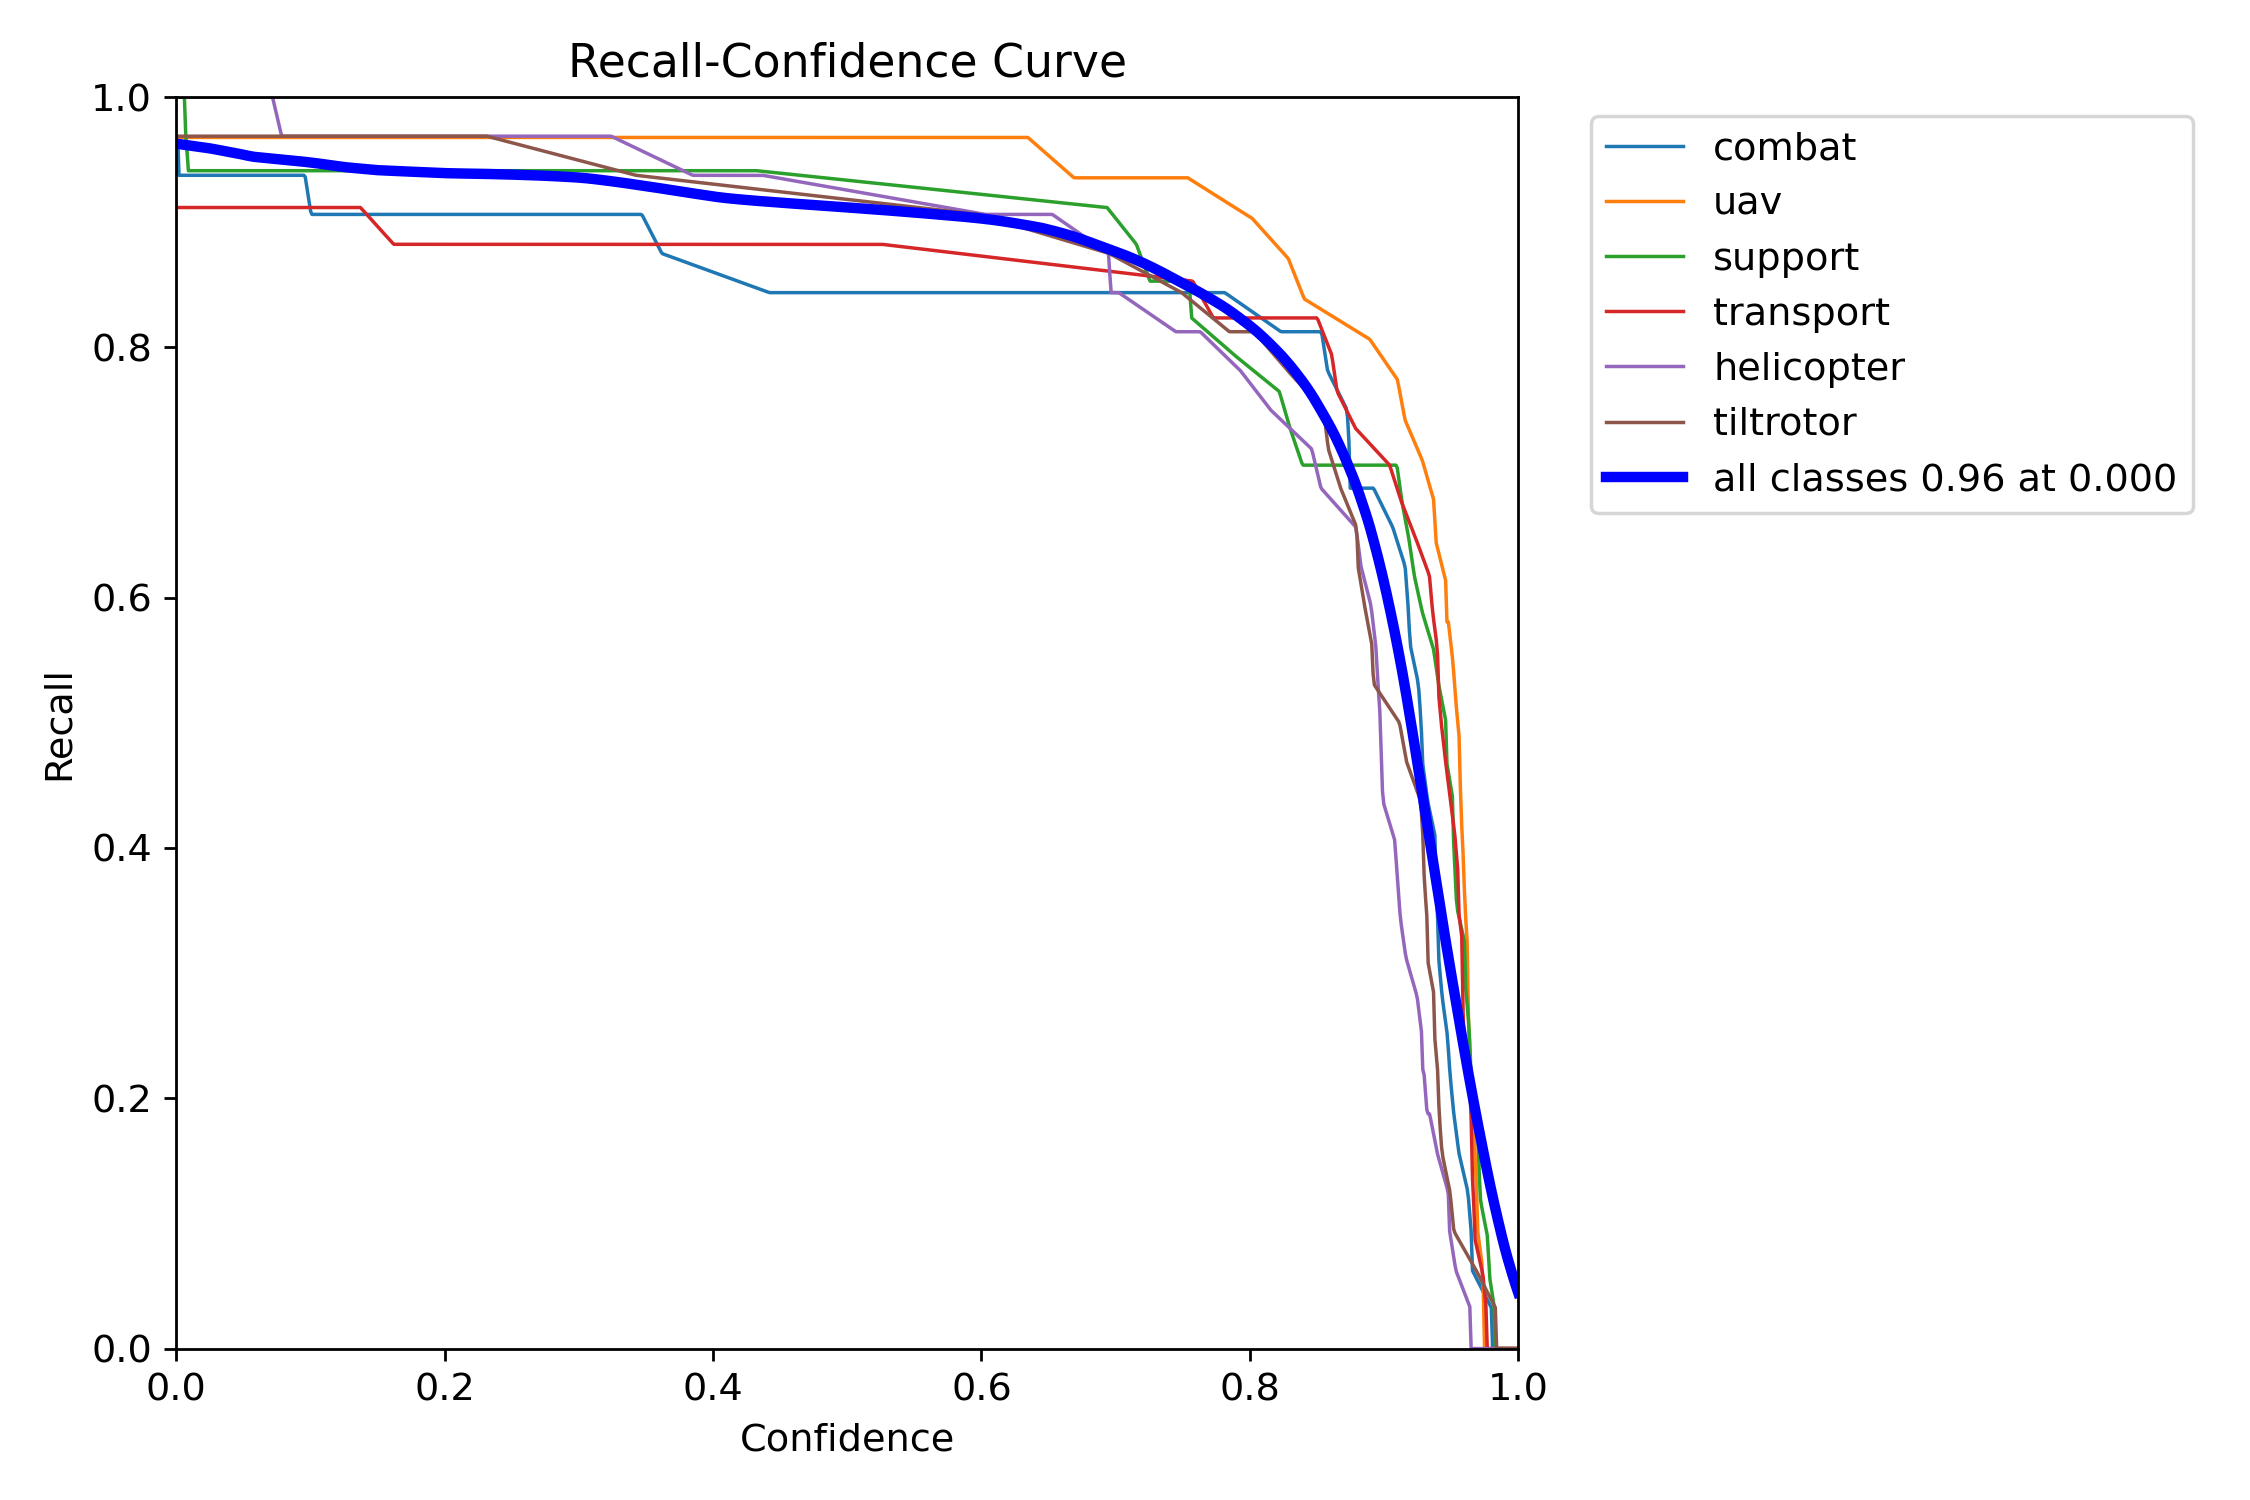 Recall-Confidence Curve
1.0
0.8
0.6
0.4
0.2
0.0
Recall
0.0 0.2 0.4 0.6 0.8 1.0
Confidence
combat
uav
support
transport
helicopter
tiltrotor
all classes 0.96 at 0.000